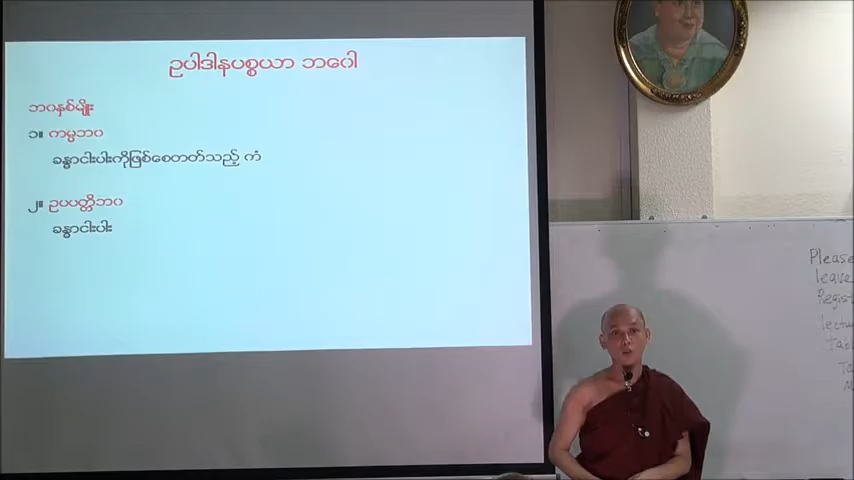 ဥပါဒါနပစ္စယာ ဘဝေါ
ဘဝနှစ်မျိုး
၁။ ကမ္မဘဝ
ခန္ဓာငါးပါးကိုဖြစ်စေတတ်သည့် ကံ
၂။ ဥပပတ္တိဘဝ
ခန္ဓာငါးပါး
Please
leave